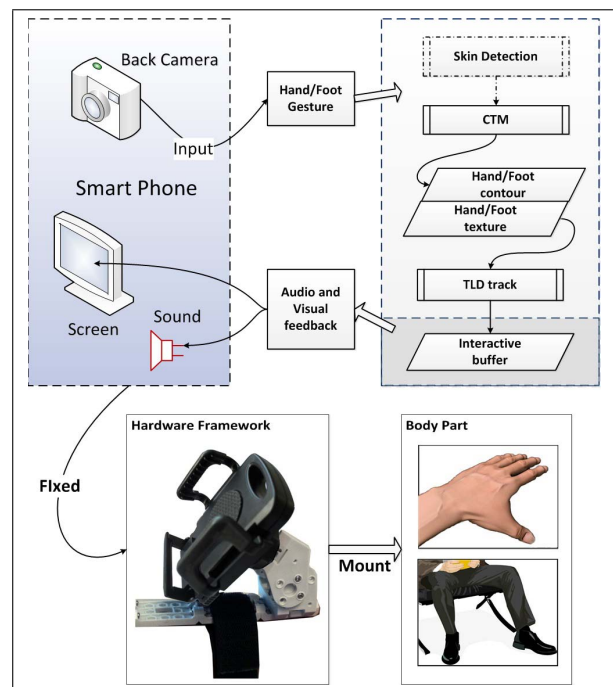 Back Camera
Input
Smart Phone
Screen
Sound
Hand/Foot
Gesture
Skin Detection
CTM
Hand/Foot
contour
Hand/Foot
texture
TLD track
Interactive
buffer
Audio and
Visual
feedback
FIxed
Hardware Framework
Mount
Body Part